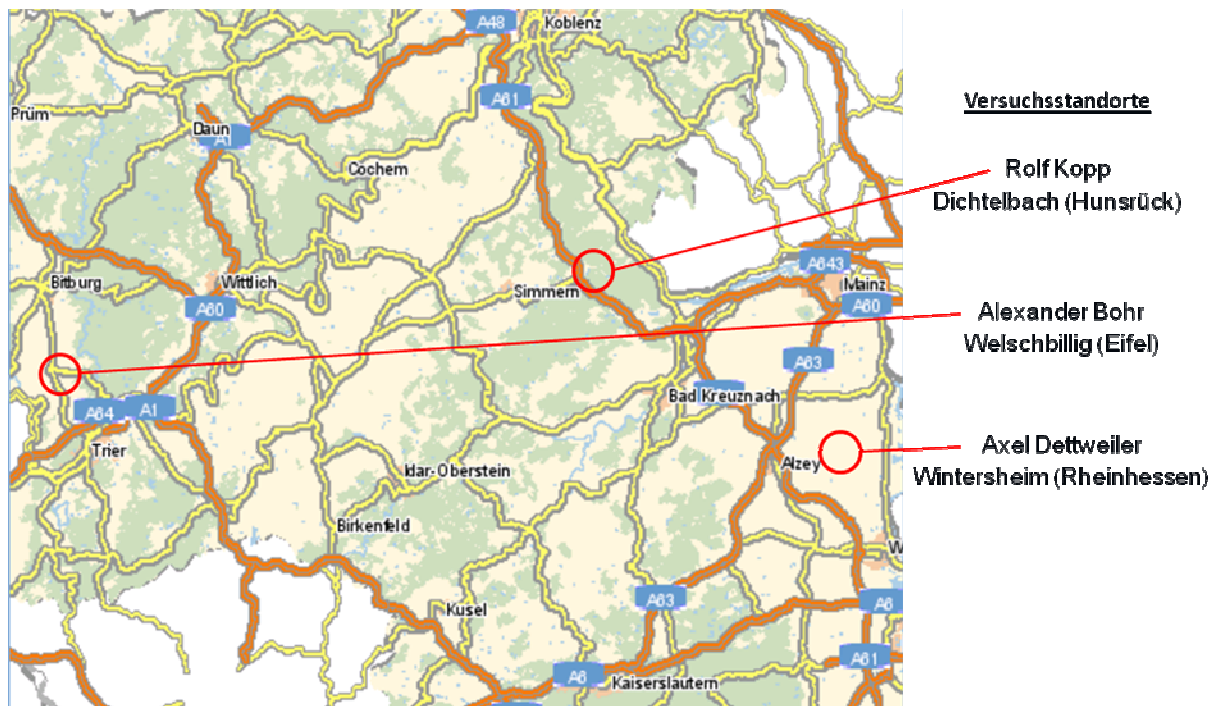 A48
Koblenz
A61
Prüm
Daun
A1
Cochem
Bitburg
Wittlich
A60
Simmern
A643
Mainz
A60
A63
Bad Kreuznach
A64
A1
Trier
Alzey
Idar-Oberstein
Birkenfeld
W
A63
A6
Kusel
A61
A6
Kaiserslautern
Versuchsstandorte
Rolf Kopp
Dichtelbach (Hunsrück)
Alexander Bohr
Welschbillig (Eifel)
Axel Dettweiler
Wintersheim (Rheinhessen)